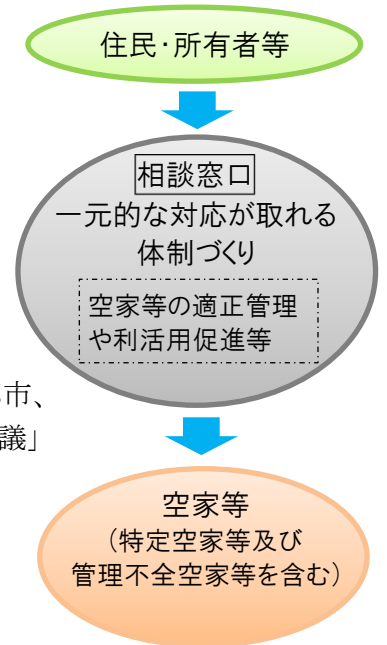 住民・所有者等
相談窓口
一元的な対応が取れる
体制づくり
空家等の適正管理
や利活用促進等
市、
議」
空家等
（特定空家等及び
管理不全空家等を含む）